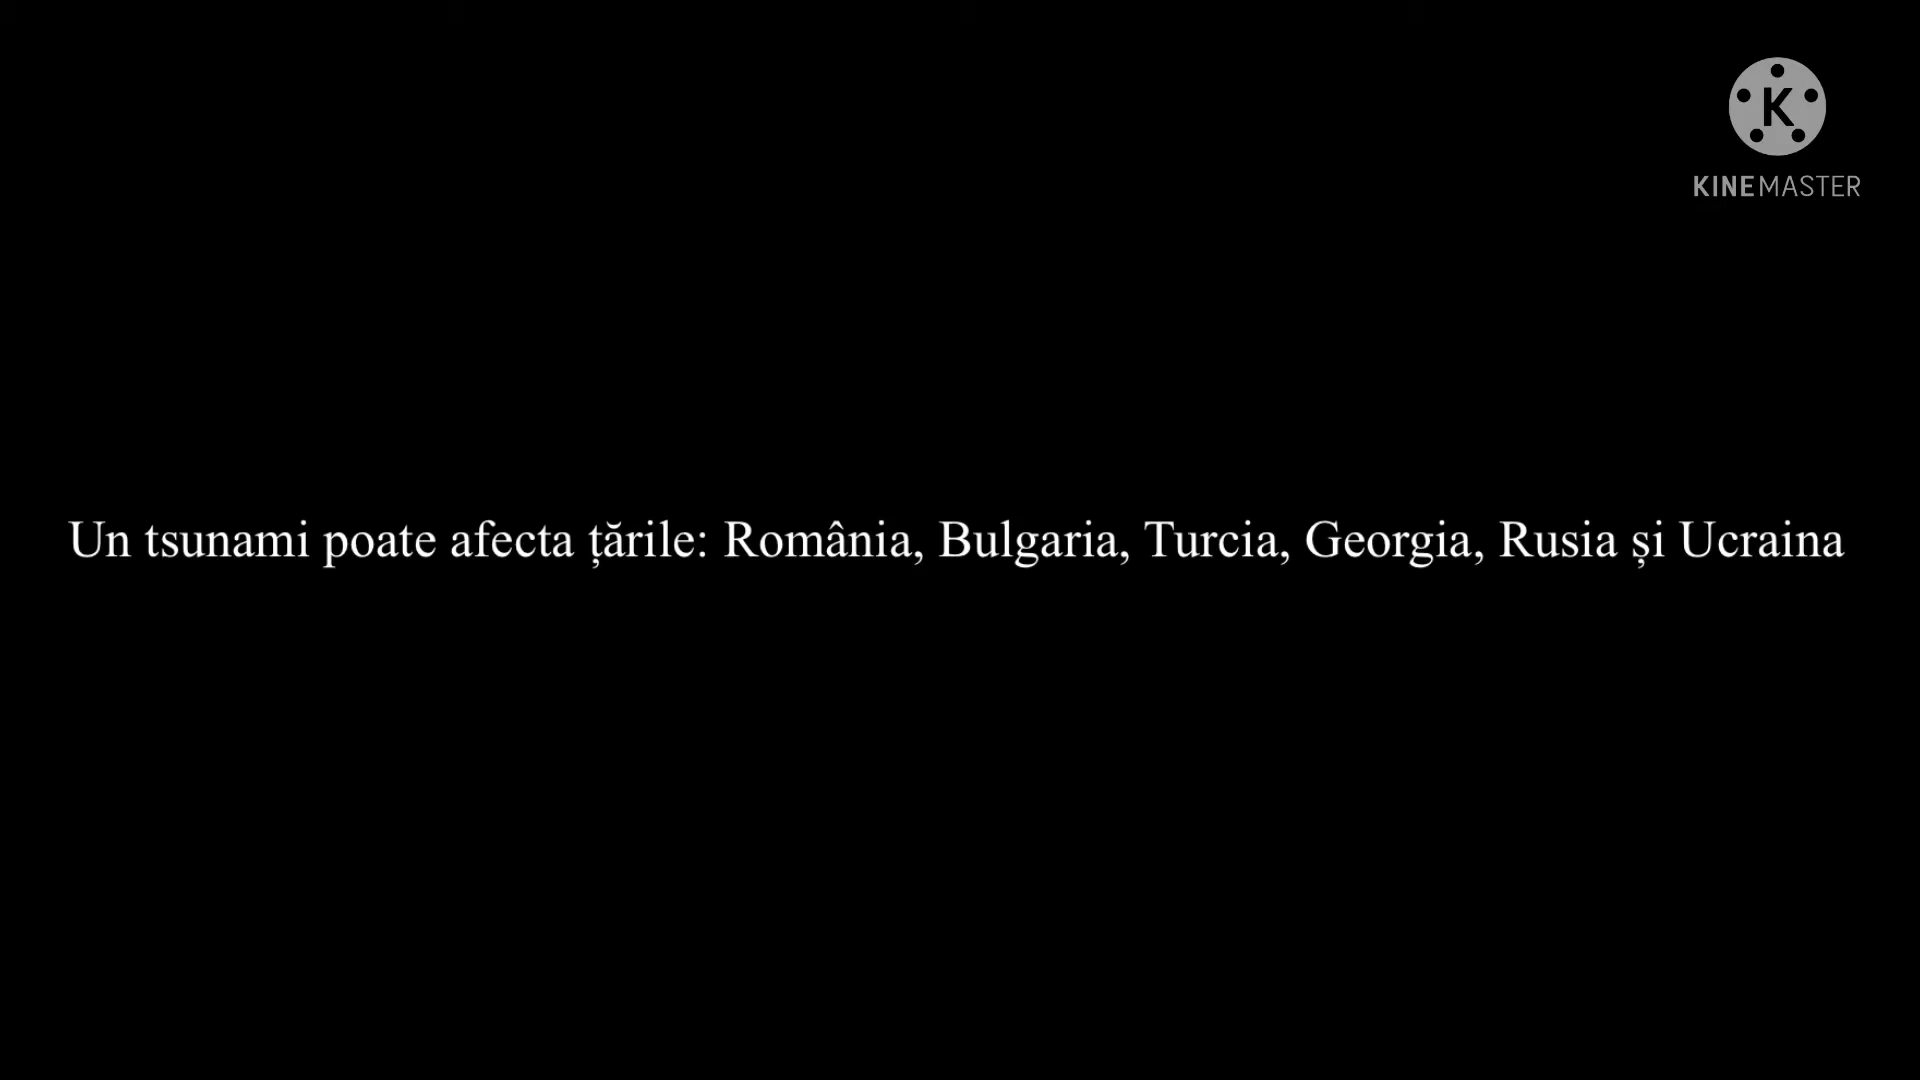 K
KINEMASTER
Un tsunami poate afecta țările: România, Bulgaria, Turcia, Georgia, Rusia și Ucraina